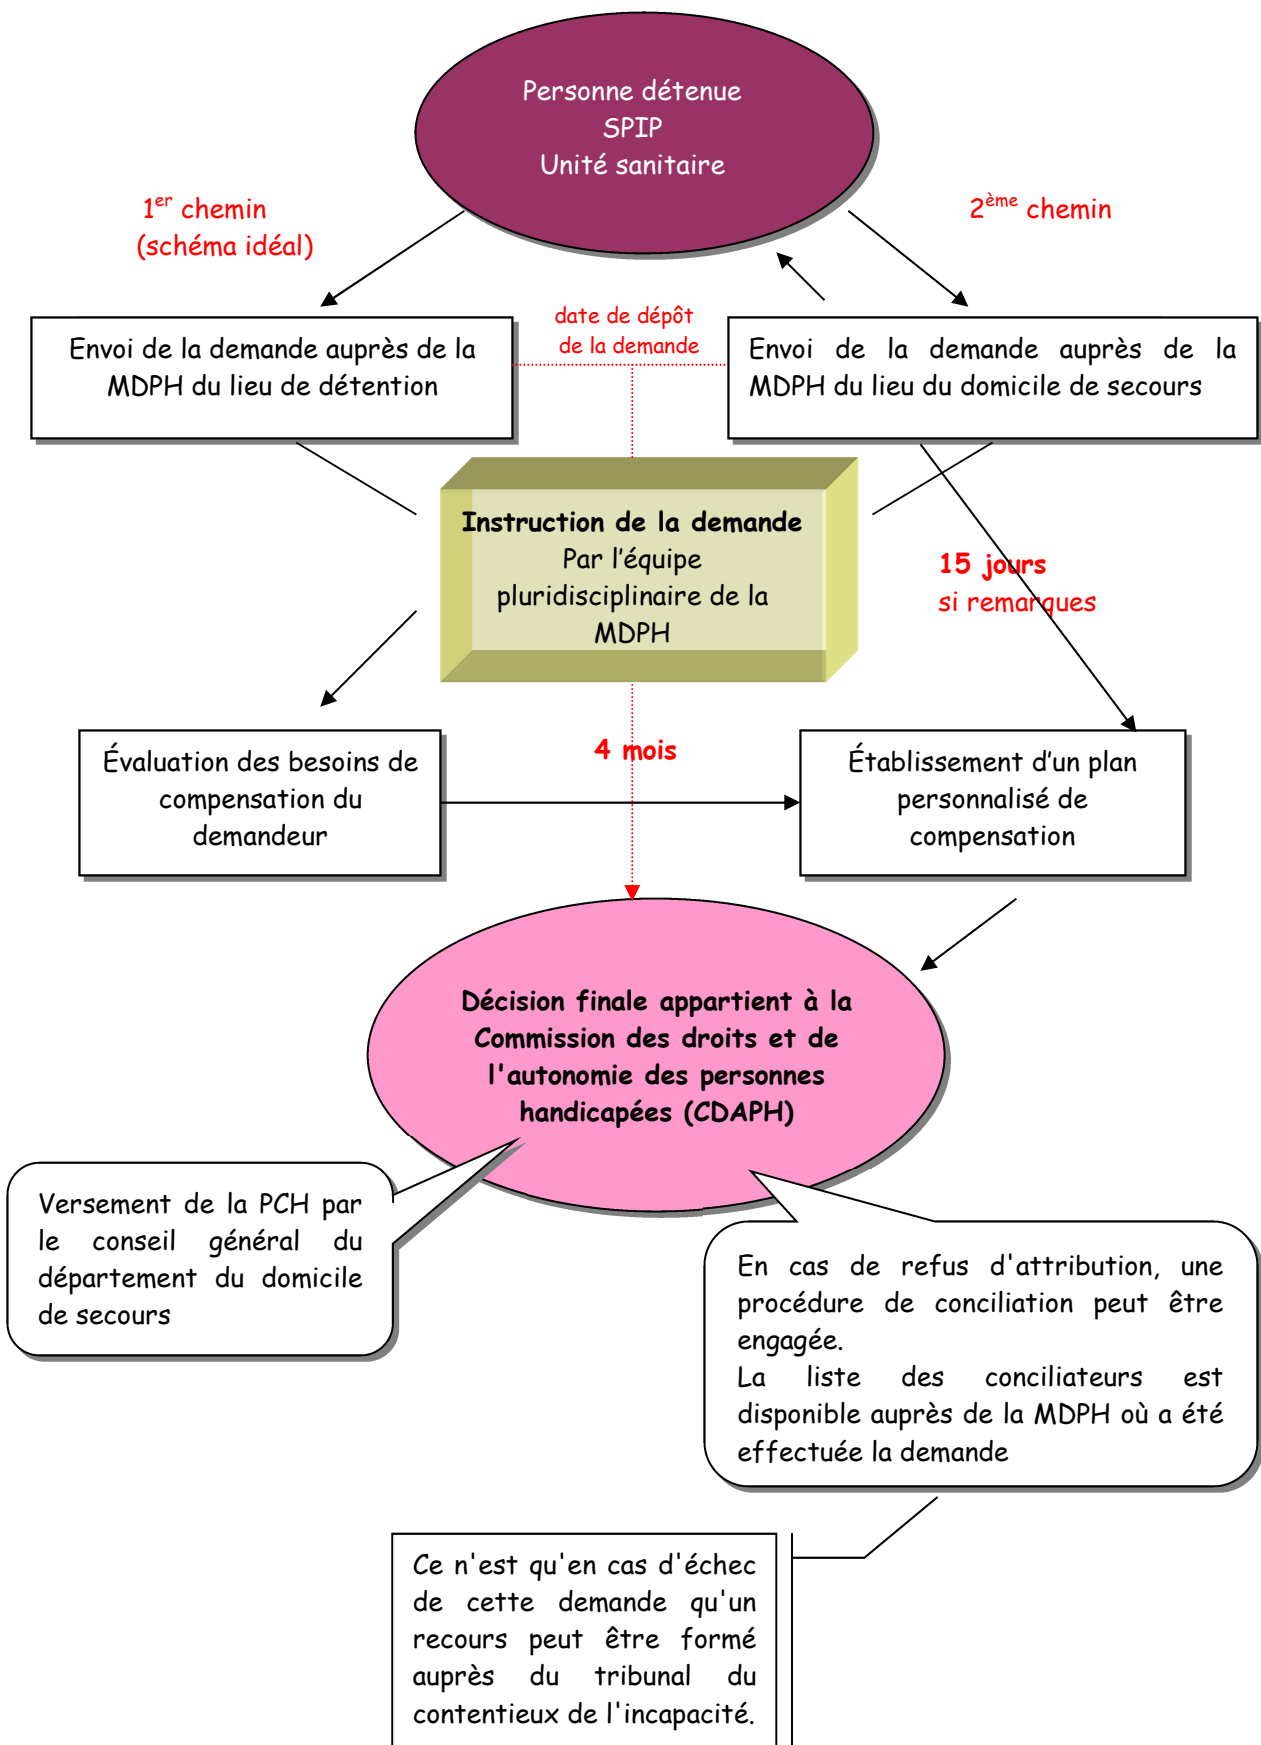 Personne détenue
SPIP
Unité sanitaire
1er chemin
(schéma idéal)
2ème chemin
date de dépôt
de la demande
Envoi de la demande auprès de la
MDPH du lieu de détention
Envoi de la demande auprès de la
MDPH du lieu du domicile de secours
Instruction de la demande
Par l’équipe
pluridisciplinaire de la
MDPH
15 jours
si remarques
4 mois
Évaluation des besoins de
compensation du
demandeur
Établissement d’un plan
personnalisé de
compensation
Décision finale appartient à la
Commission des droits et de
l'autonomie des personnes
handicapées (CDAPH)
Versement de la PCH par
le conseil général du
département du domicile
de secours
En cas de refus d'attribution, une
procédure de conciliation peut être
engagée.
La liste des conciliateurs est
disponible auprès de la MDPH où a été
effectuée la demande
Ce n'est qu'en cas d'échec
de cette demande qu'un
recours peut être formé
auprès du tribunal du
contentieux de l'incapacité.